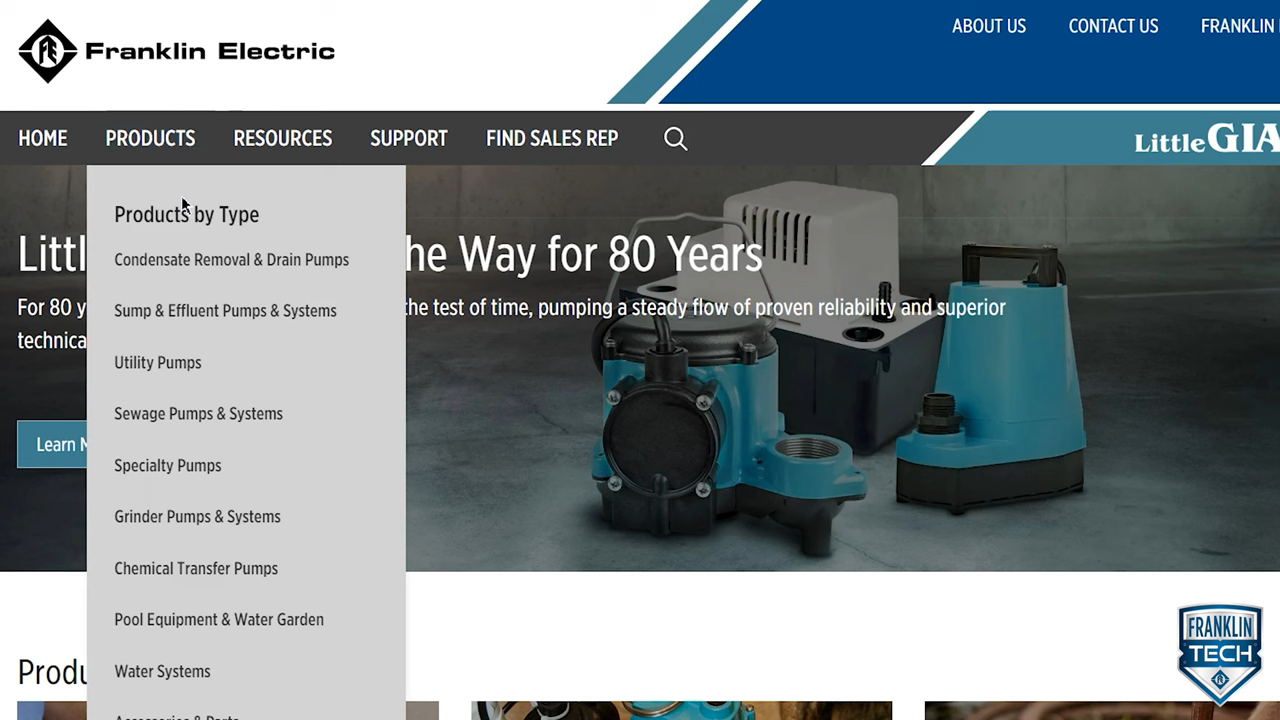 Franklin Electric
ABOUT US
CONTACT US
FRANKLIN
HOME
PRODUCTS
RESOURCES
SUPPORT
FIND SALES REP
Little GIA
Products by Type
Condensate Removal & Drain Pumps
Sump & Effluent Pumps & Systems
Utility Pumps
Sewage Pumps & Systems
Specialty Pumps
Grinder Pumps & Systems
Chemical Transfer Pumps
Pool Equipment & Water Garden
Water Systems
Accessories & Parts
Littl he Way for 80 Years
For 80 y the test of time, pumping a steady flow of proven reliability and superior
technica
Learn M
Produ
FRANKLIN
TECH